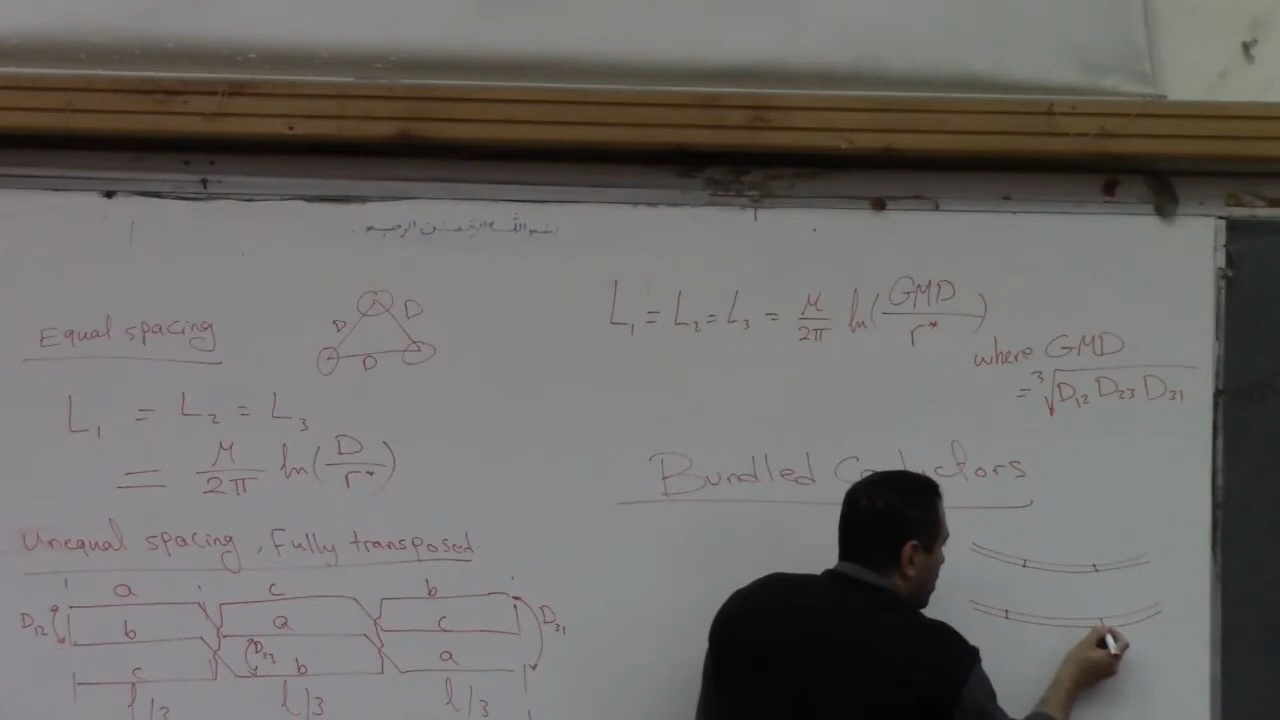 بسم الله الرحمن الرحيم
Equal spacing
D D
D
L₁ = L₂ = L₃
= μ/2π ln(D/r*)
Unequal spacing, Fully transposed
a c b
D₁₂ b a c D₃₁
c D₂₃ b a
l/3 l/3 l/3
L₁ = L₂ = L₃ = μ/2π ln(GMD/r*)
where GMD
= ³√D₁₂ D₂₃ D₃₁
Bundled